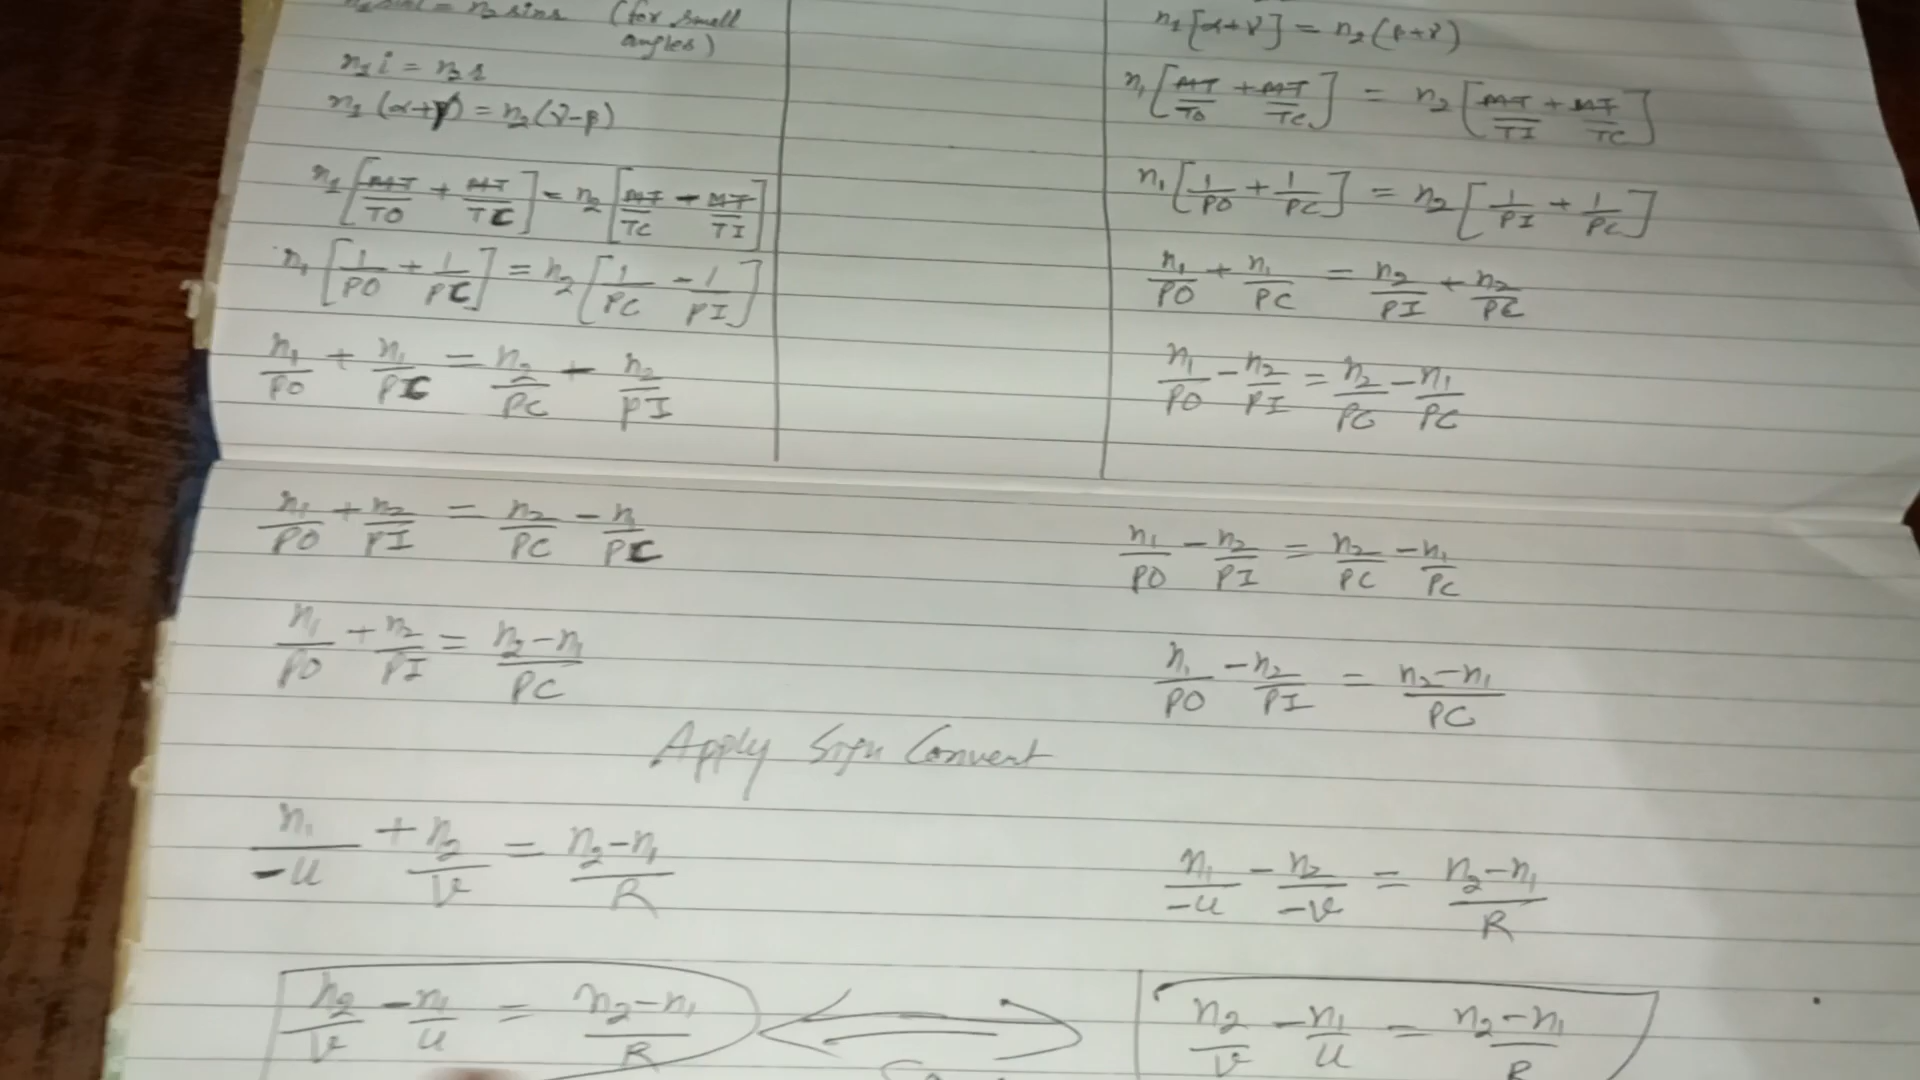 (for small
angles)
n₁ i = n₂ r
n₁ (α+β) = n₂ (γ-β)
n₁ [MT/TO + MT/TC] = n₂ [MT/TC - MT/TI]
n₁ [1/PO + 1/PC] = n₂ [1/PC - 1/PI]
n₁/PO + n₁/PC = n₂/PC - n₂/PI
n₁/PO + n₂/PI = n₂/PC - n₁/PC
n₁/PO + n₂/PI = n₂-n₁/PC
n₁ [α+γ] = n₂ (β+γ)
n₁ [MT/TO + MT/TC] = n₂ [MT/TI + MT/TC]
n₁ [1/PO + 1/PC] = n₂ [1/PI + 1/PC]
n₁/PO + n₁/PC = n₂/PI + n₂/PC
n₁/PO - n₂/PI = n₂/PC - n₁/PC
n₁/PO - n₂/PI = n₂/PC - n₁/PC
n₁/PO - n₂/PI = n₂-n₁/PC
Apply Sign Convent
n₁/-u + n₂/v = n₂-n₁/R
n₁/-u - n₂/-v = n₂-n₁/R
n₂/v - n₁/u = n₂-n₁/R
n₂/v - n₁/u = n₂-n₁/R